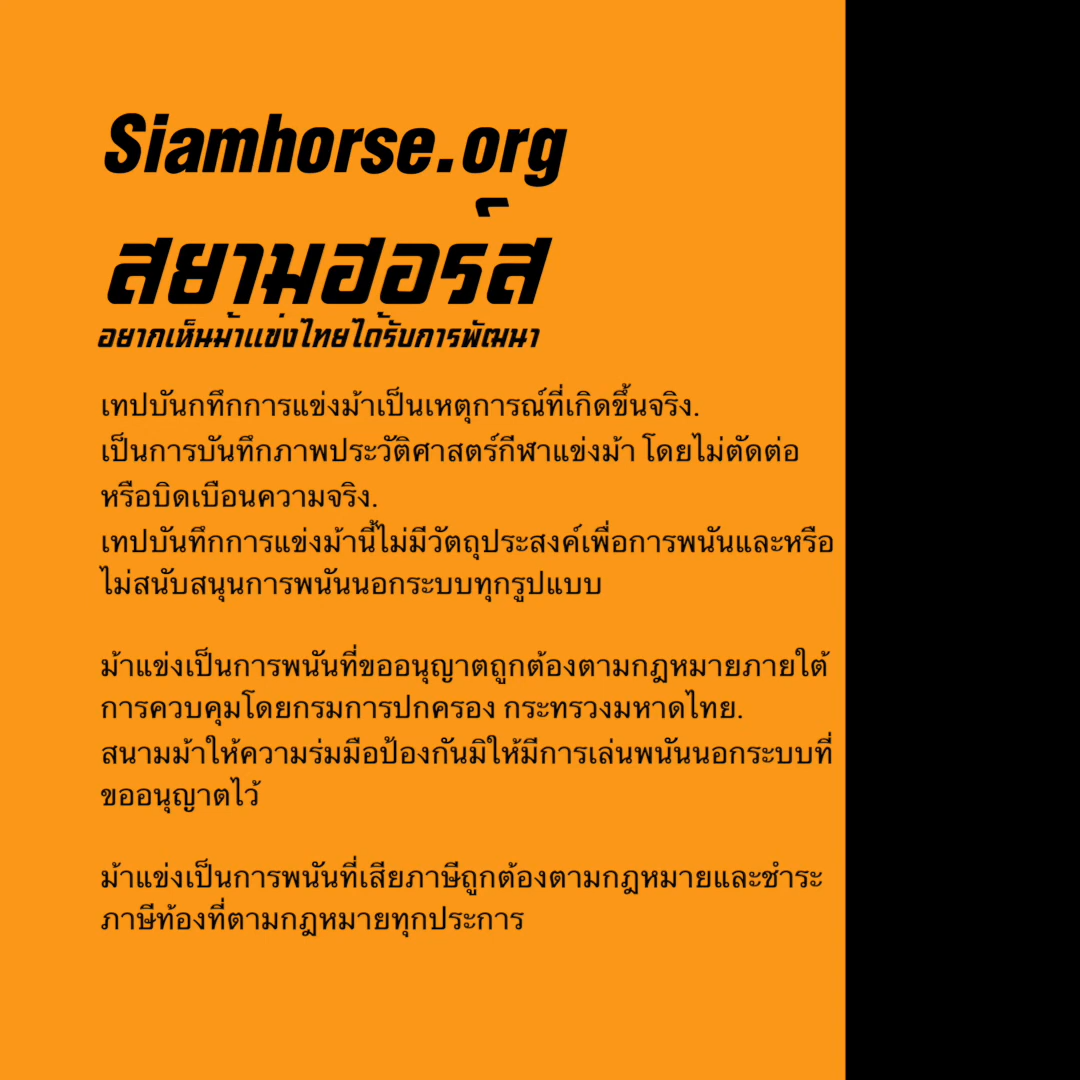 Siamhorse.org
สยามฮอร์ส
อยากเห็นม้าแข่งไทยได้รับการพัฒนา
เทปบันกทึกการแข่งม้าเป็นเหตุการณ์ที่เกิดขึ้นจริง.
เป็นการบันทึกภาพประวัติศาสตร์กีฬาแข่งม้า โดยไม่ตัดต่อ
หรือบิดเบือนความจริง.
เทปบันทึกการแข่งม้านี้ไม่มีวัตถุประสงค์เพื่อการพนันและหรือ
ไม่สนับสนุนการพนันนอกระบบทุกรูปแบบ
ม้าแข่งเป็นการพนันที่ขออนุญาตถูกต้องตามกฎหมายภายใต้
การควบคุมโดยกรมการปกครอง กระทรวงมหาดไทย.
สนามม้าให้ความร่มมือป้องกันมิให้มีการเล่นพนันนอกระบบที่
ขออนุญาตไว้
ม้าแข่งเป็นการพนันที่เสียภาษีถูกต้องตามกฎหมายและชำระ
ภาษีท้องที่ตามกฎหมายทุกประการ